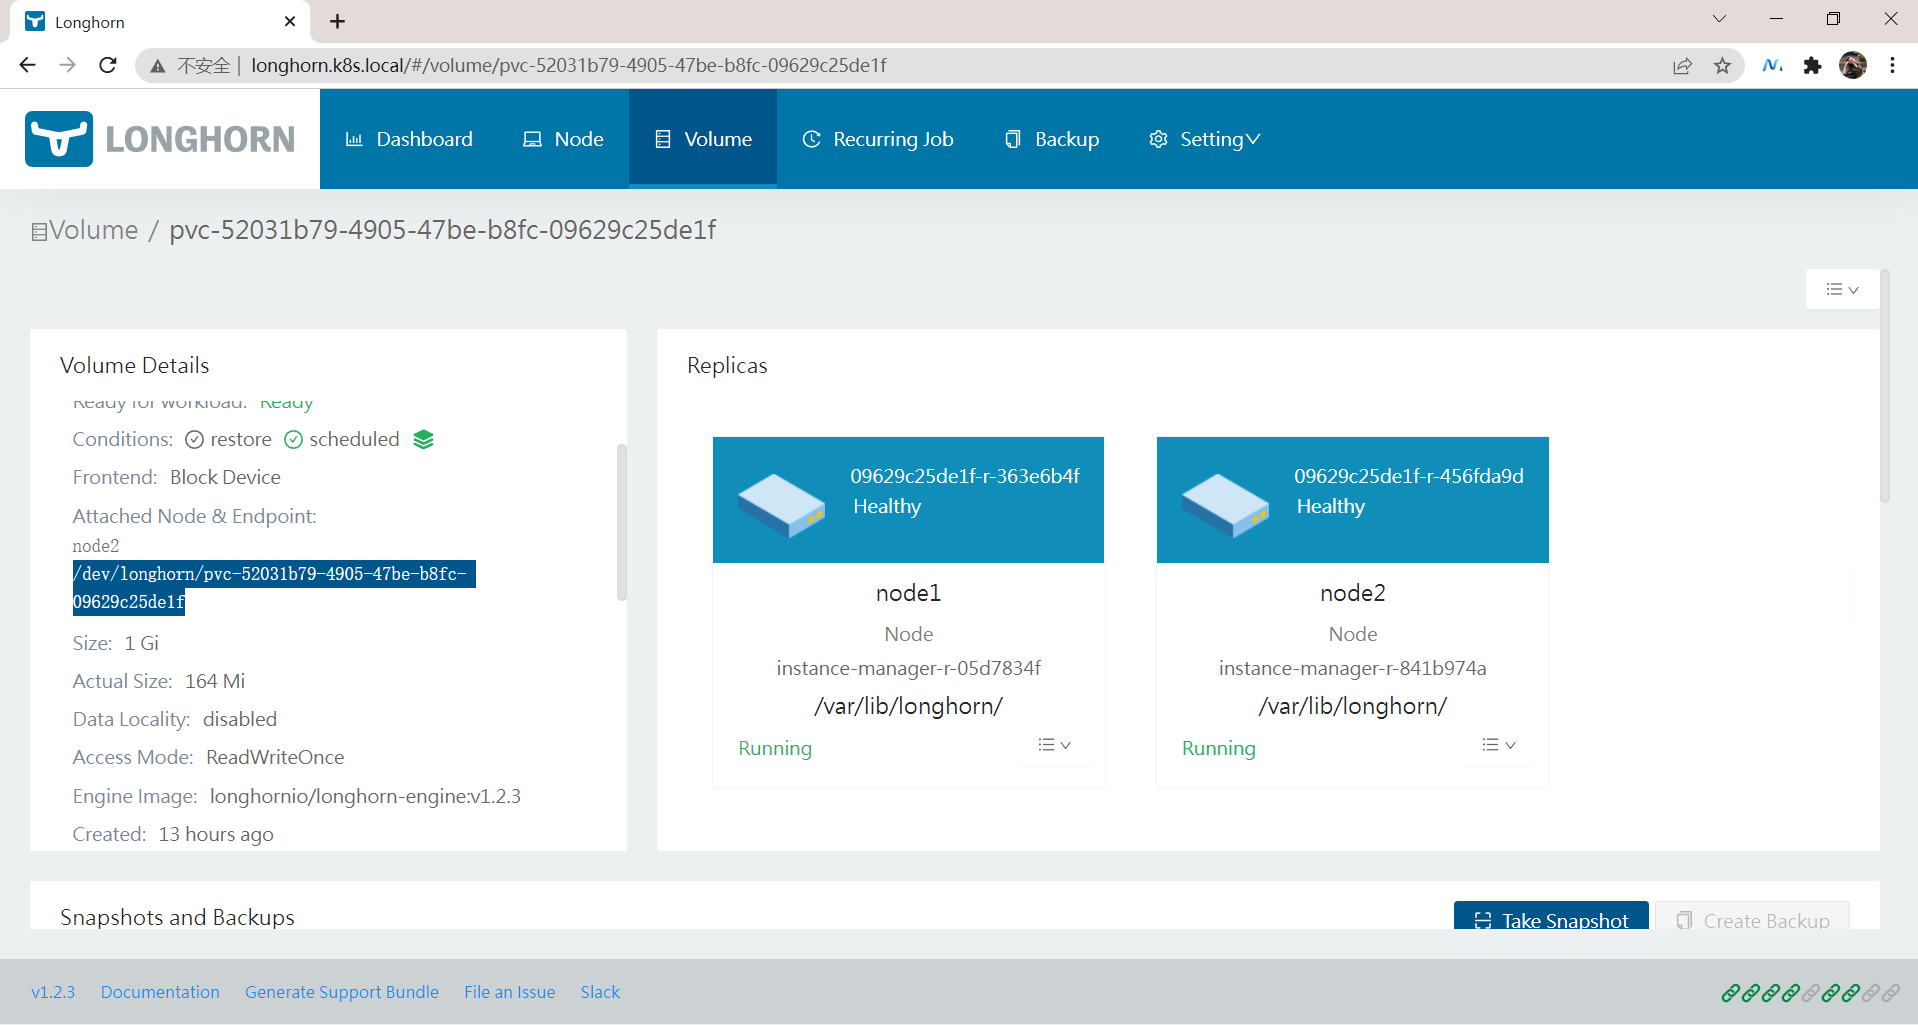 Longhorn
不安全 | longhorn.k8s.local/#/volume/pvc-52031b79-4905-47be-b8fc-09629c25de1f
LONGHORN
Dashboard Node Volume Recurring Job Backup Setting
Volume / pvc-52031b79-4905-47be-b8fc-09629c25de1f
Volume Details
Ready for workload: Ready
Conditions: restore scheduled
Frontend: Block Device
Attached Node & Endpoint:
node2
/dev/longhorn/pvc-52031b79-4905-47be-b8fc-
09629c25de1f
Size: 1 Gi
Actual Size: 164 Mi
Data Locality: disabled
Access Mode: ReadWriteOnce
Engine Image: longhornio/longhorn-engine:v1.2.3
Created: 13 hours ago
Replicas
09629c25de1f-r-363e6b4f
Healthy
node1
Node
instance-manager-r-05d7834f
/var/lib/longhorn/
Running
09629c25de1f-r-456fda9d
Healthy
node2
Node
instance-manager-r-841b974a
/var/lib/longhorn/
Running
Snapshots and Backups
Take Snapshot Create Backup
v1.2.3 Documentation Generate Support Bundle File an Issue Slack